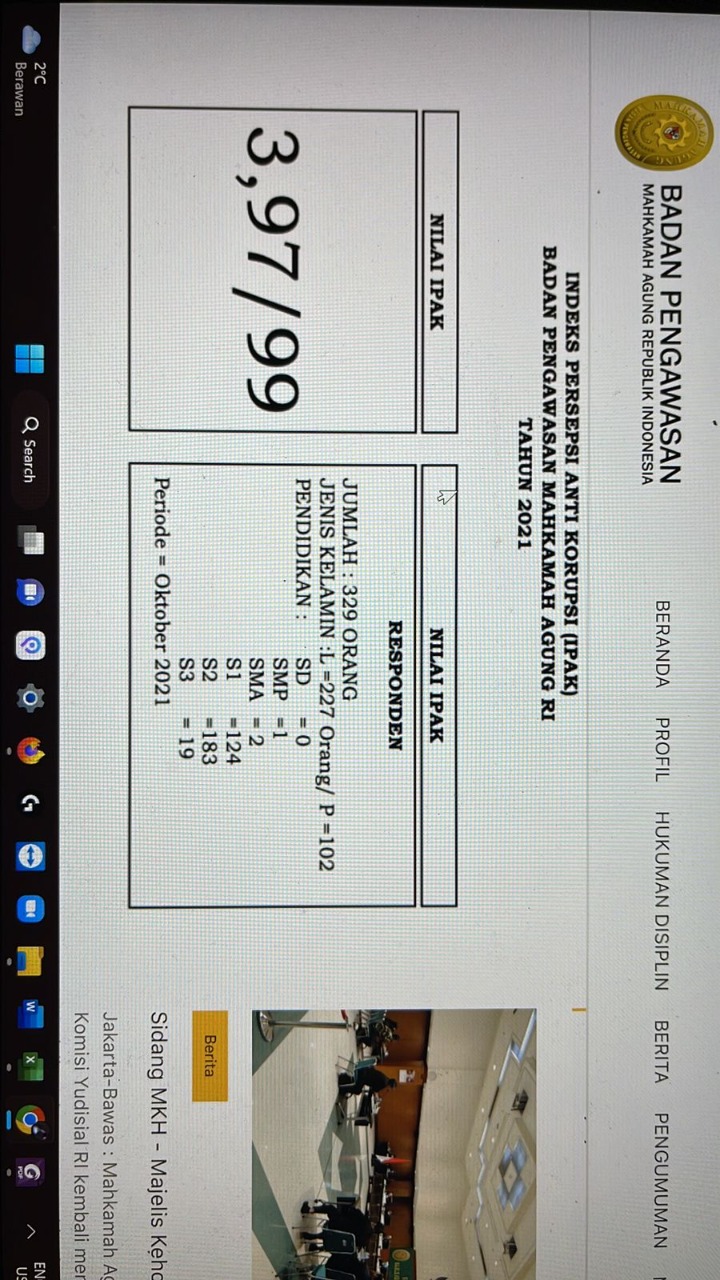 BADAN PENGAWASAN
MAHKAMAH AGUNG REPUBLIK INDONESIA
BERANDA PROFIL HUKUMAN DISIPLIN BERITA PENGUMUMAN
INDEKS PERSEPSI ANTI KORUPSI (IPAK)
BADAN PENGAWASAN MAHKAMAH AGUNG RI
TAHUN 2021
NILAI IPAK
3,97/99
NILAI IPAK
RESPONDEN
JUMLAH : 329 ORANG
JENIS KELAMIN :L =227 Orang/ P =102
PENDIDIKAN : SD = 0
SMP =1
SMA = 2
S1 =124
S2 =183
S3 = 19
Periode = Oktober 2021
Berita
Sidang MKH - Majelis Keho
Jakarta-Bawas : Mahkamah Ag
Komisi Yudisial RI kembali mer
2°C
Berawan
Search
ENG
US